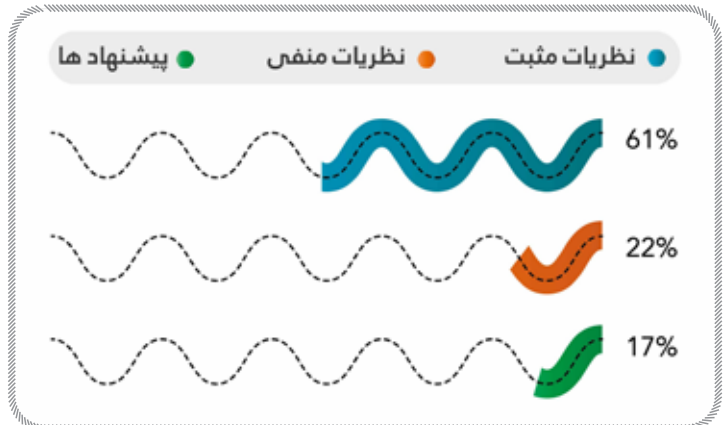 نظریات مثبت نظریات منفی پیشنهاد ها
61%
22%
17%